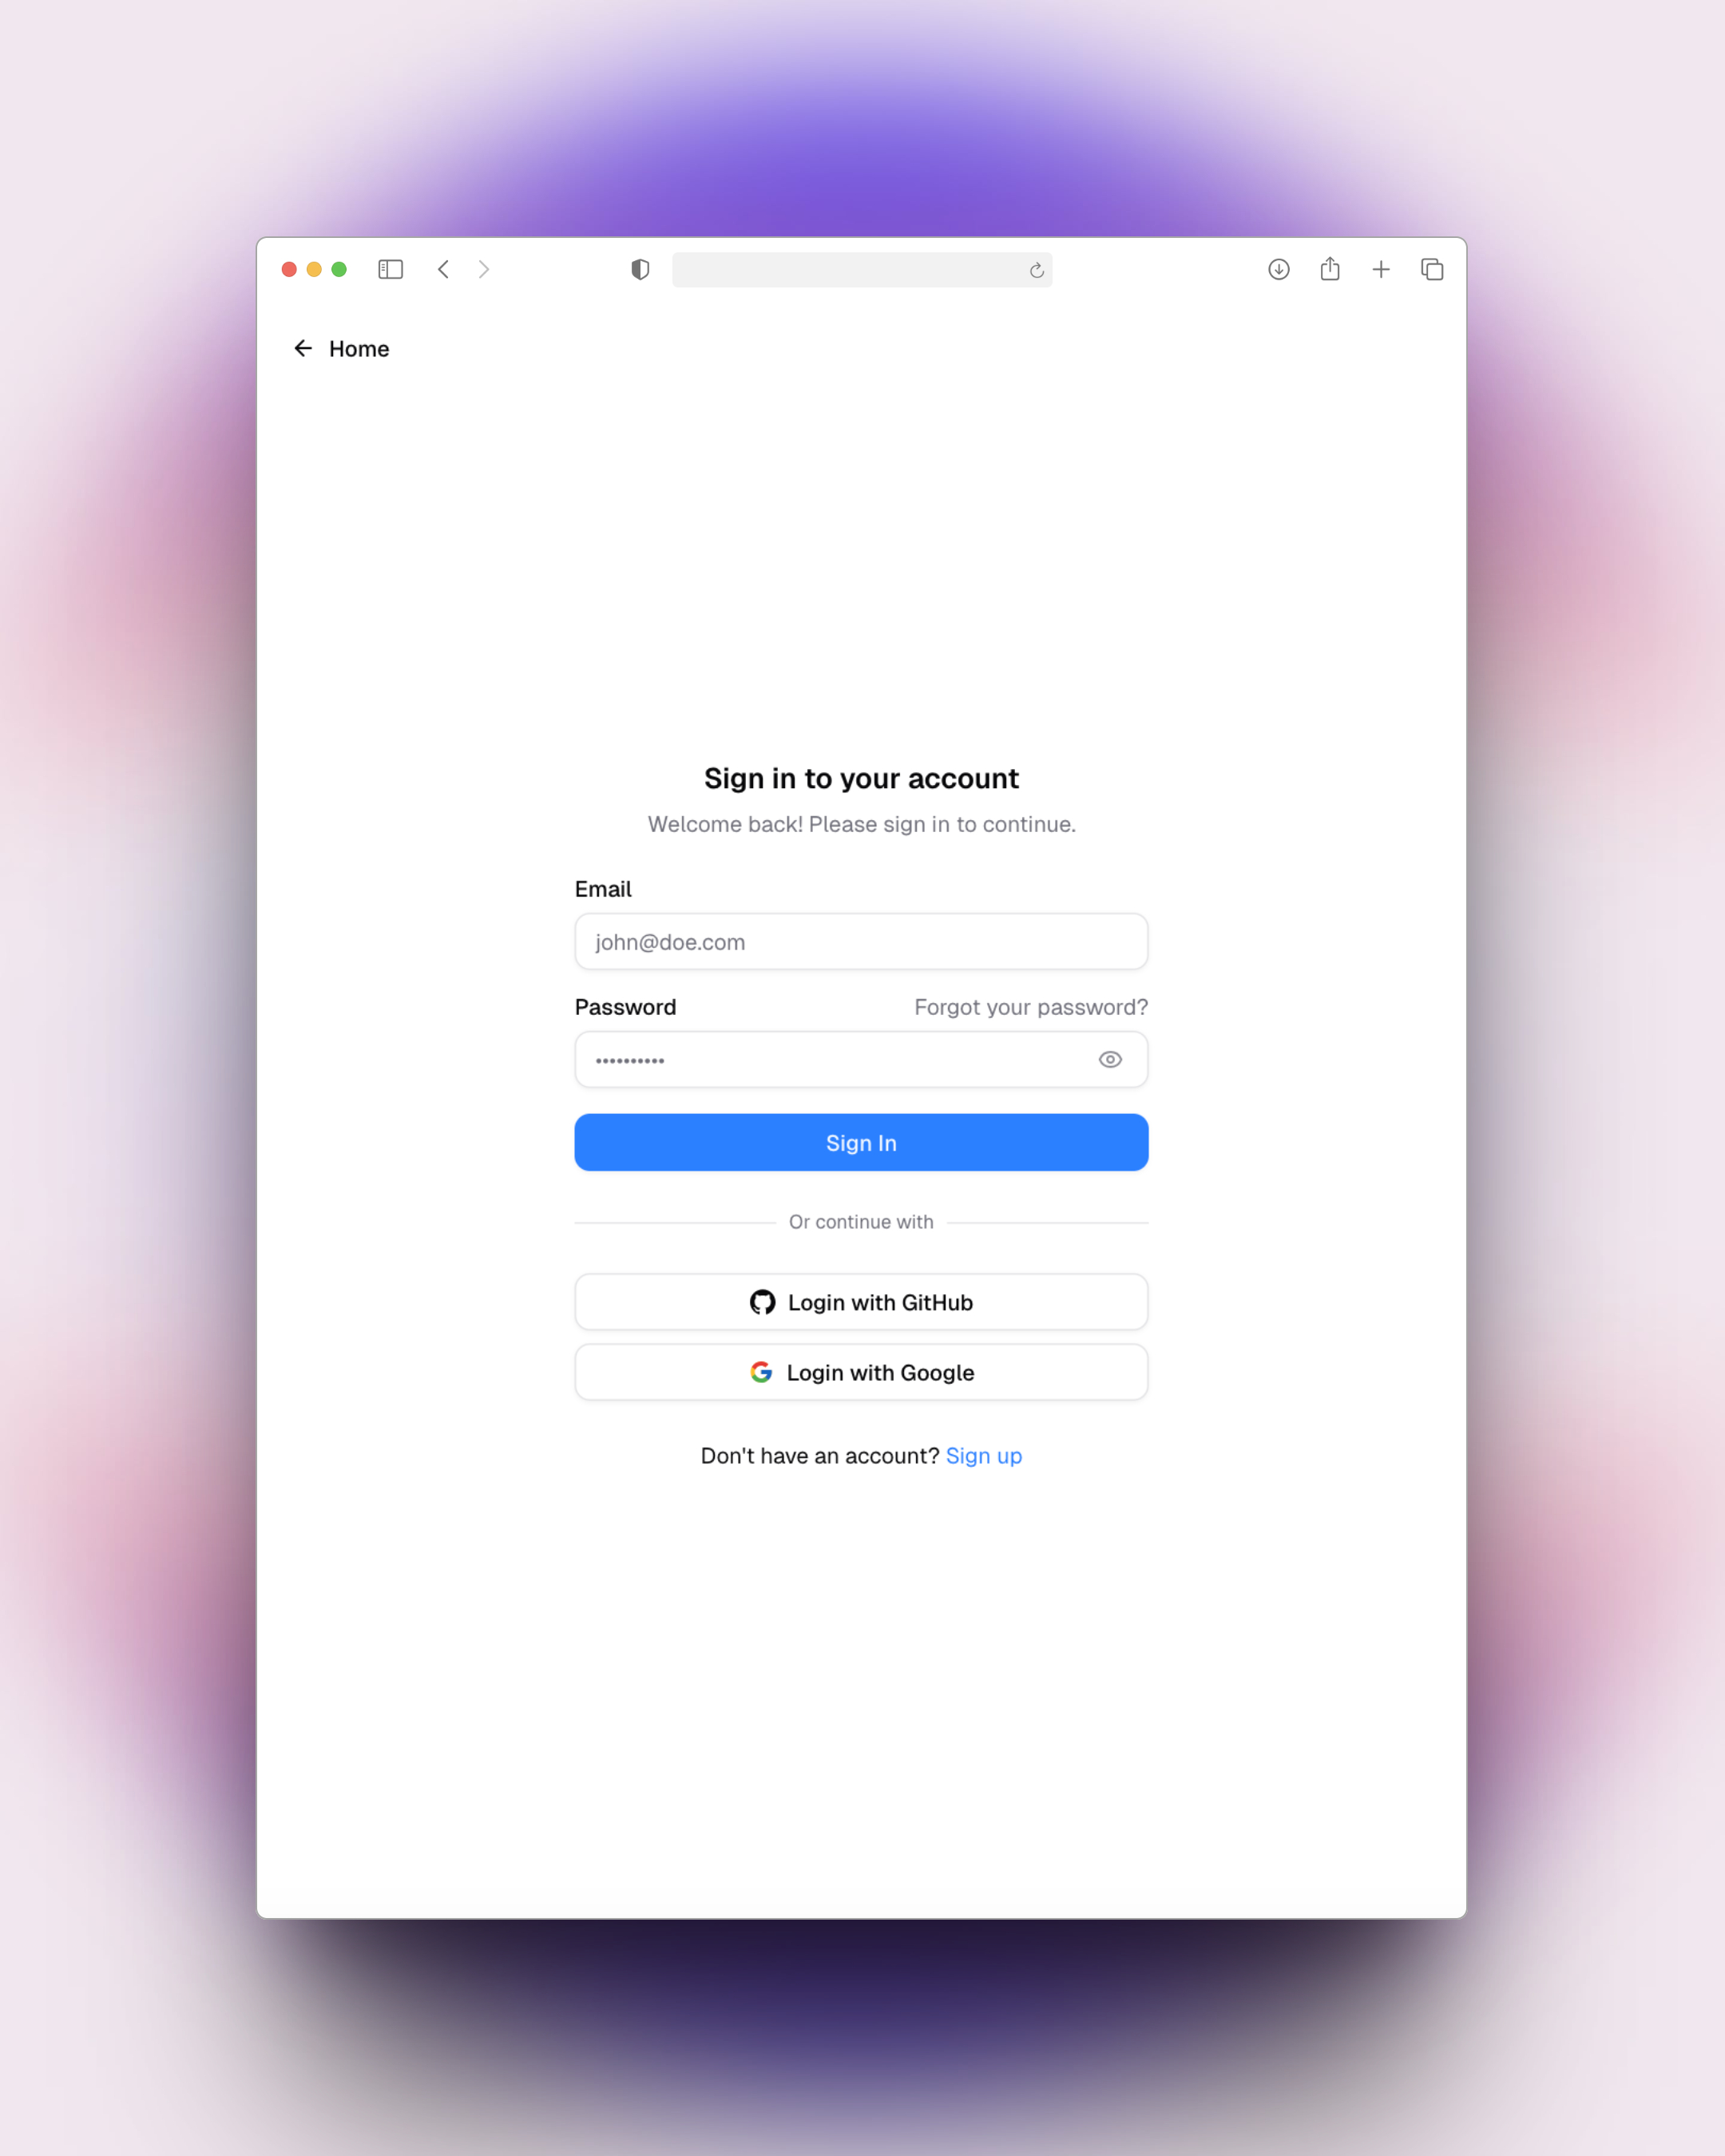 Home
Sign in to your account
Welcome back! Please sign in to continue.
Email
john@doe.com
Password Forgot your password?
••••••••••
Sign In
Or continue with
Login with GitHub
Login with Google
Don't have an account? Sign up